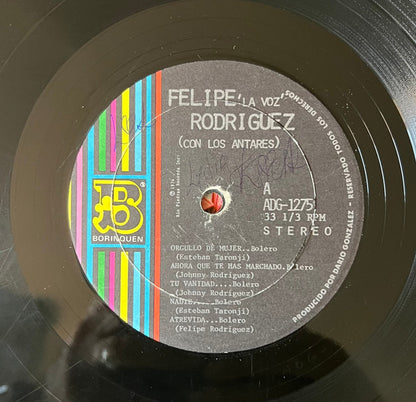 FELIPE 'LA VOZ'
RODRIGUEZ
(CON LOS ANTARES)
A
ADG-1275
33 1/3 RPM
STEREO
B®
BORINQUEN
ORGULLO DE MUJER..Bolero
(Esteban Taronji)
AHORA QUE TE HAS MARCHADO.Bolero
(Johnny Rodriguez)
TU VANIDAD....Bolero
(Johnny Rodriguez)
NADIE.....Bolero
(Esteban Taronji)
ATREVIDA...Bolero
(Felipe Rodriguez)
PRODUCIDO POR DARIO GONZALEZ - RESERVADO TODOS LOS DERECHOS